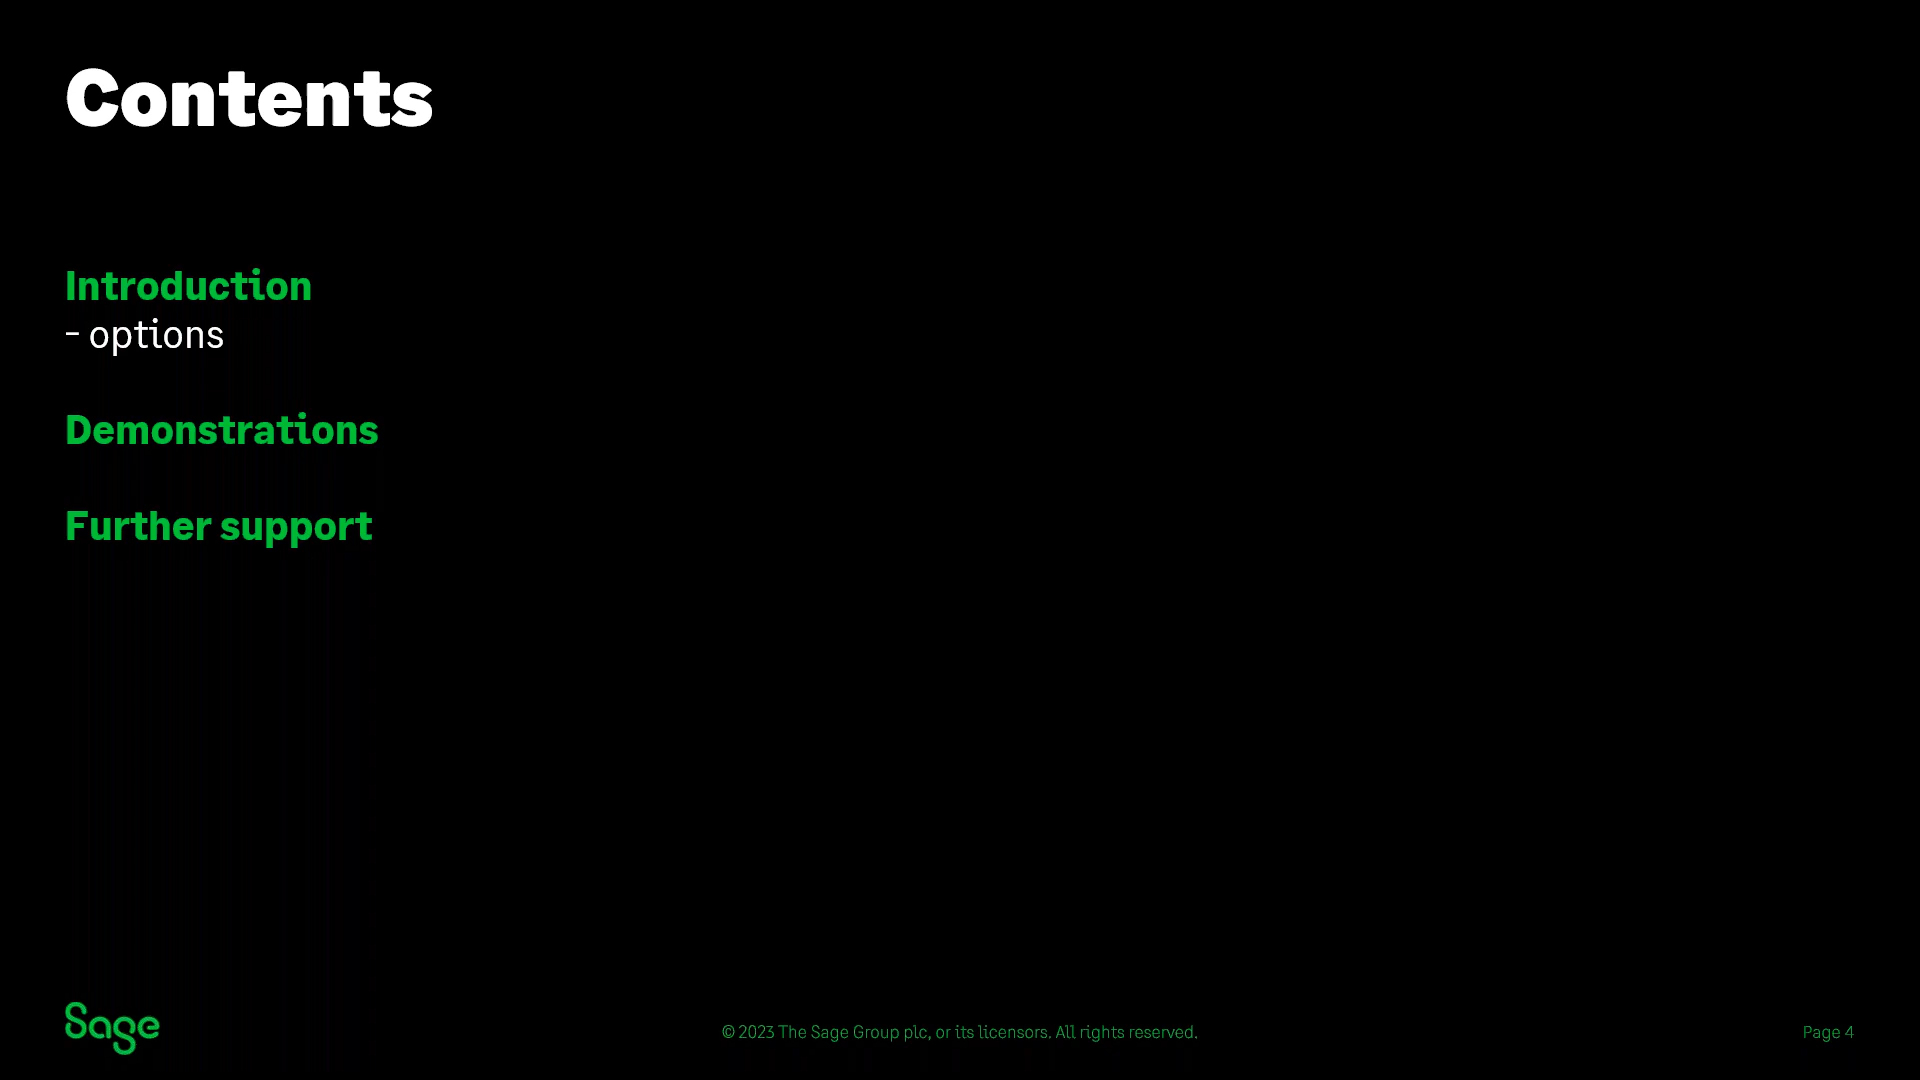 Contents
Introduction
- options
Demonstrations
Further support
Sage
© 2023 The Sage Group plc, or its licensors. All rights reserved.
Page 4